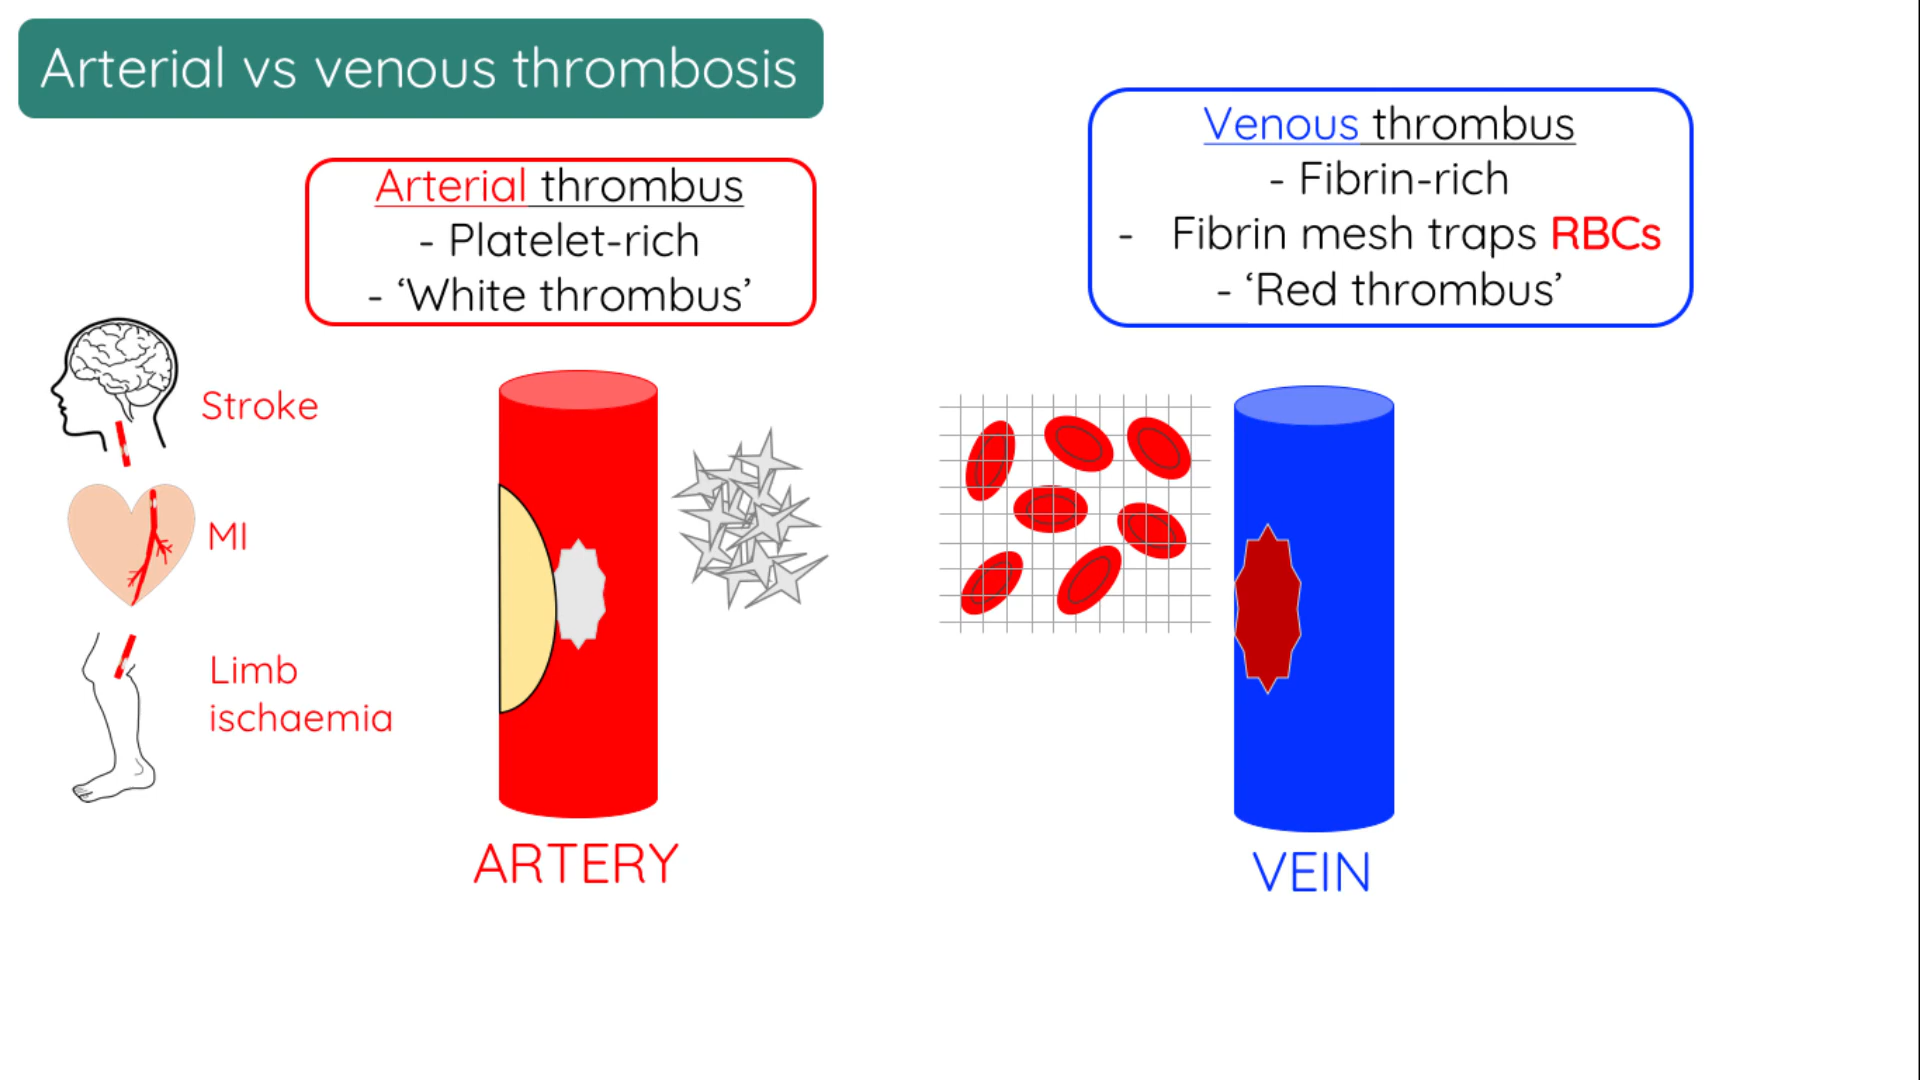 Arterial vs venous thrombosis
Arterial thrombus
- Platelet-rich
- ‘White thrombus’
Venous thrombus
- Fibrin-rich
- Fibrin mesh traps RBCs
- ‘Red thrombus’
Stroke
MI
Limb
ischaemia
ARTERY
VEIN